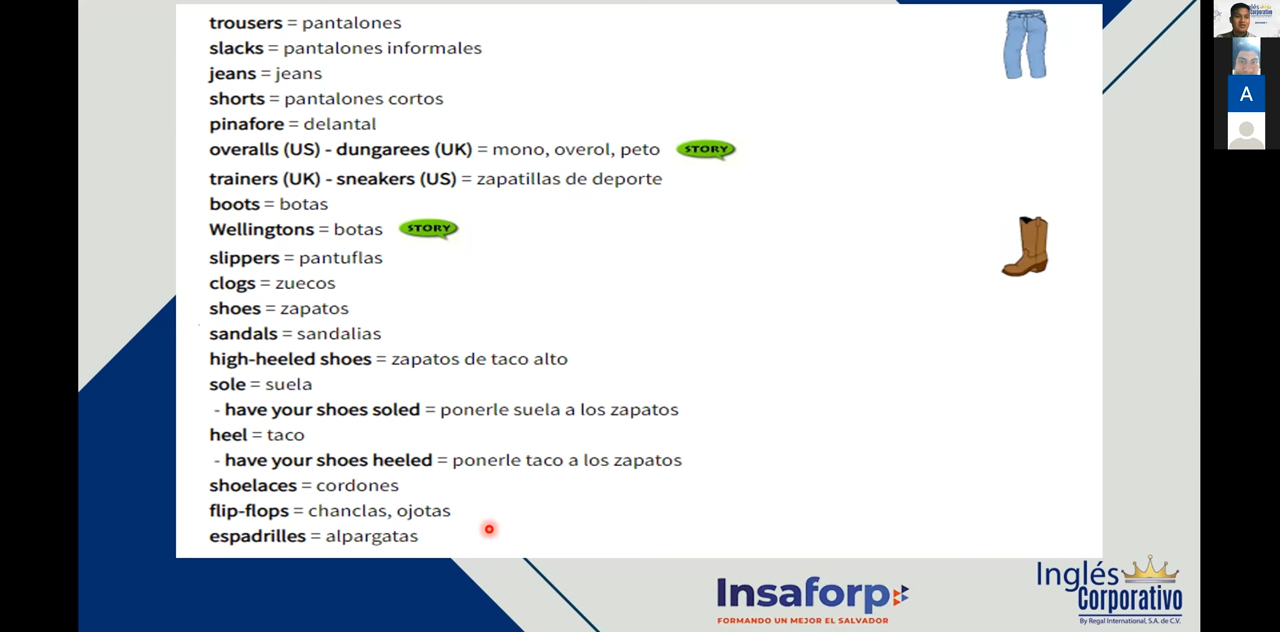 trousers = pantalones
slacks = pantalones informales
jeans = jeans
shorts = pantalones cortos
pinafore = delantal
overalls (US) - dungarees (UK) = mono, overol, peto STORY
trainers (UK) - sneakers (US) = zapatillas de deporte
boots = botas
Wellingtons = botas STORY
slippers = pantuflas
clogs = zuecos
shoes = zapatos
sandals = sandalias
high-heeled shoes = zapatos de taco alto
sole = suela
- have your shoes soled = ponerle suela a los zapatos
heel = taco
- have your shoes heeled = ponerle taco a los zapatos
shoelaces = cordones
flip-flops = chanclas, ojotas
espadrilles = alpargatas
Insaforp
FORMANDO UN MEJOR EL SALVADOR
Inglés
Corporativo
By Regal International, S.A. de C.V.
A